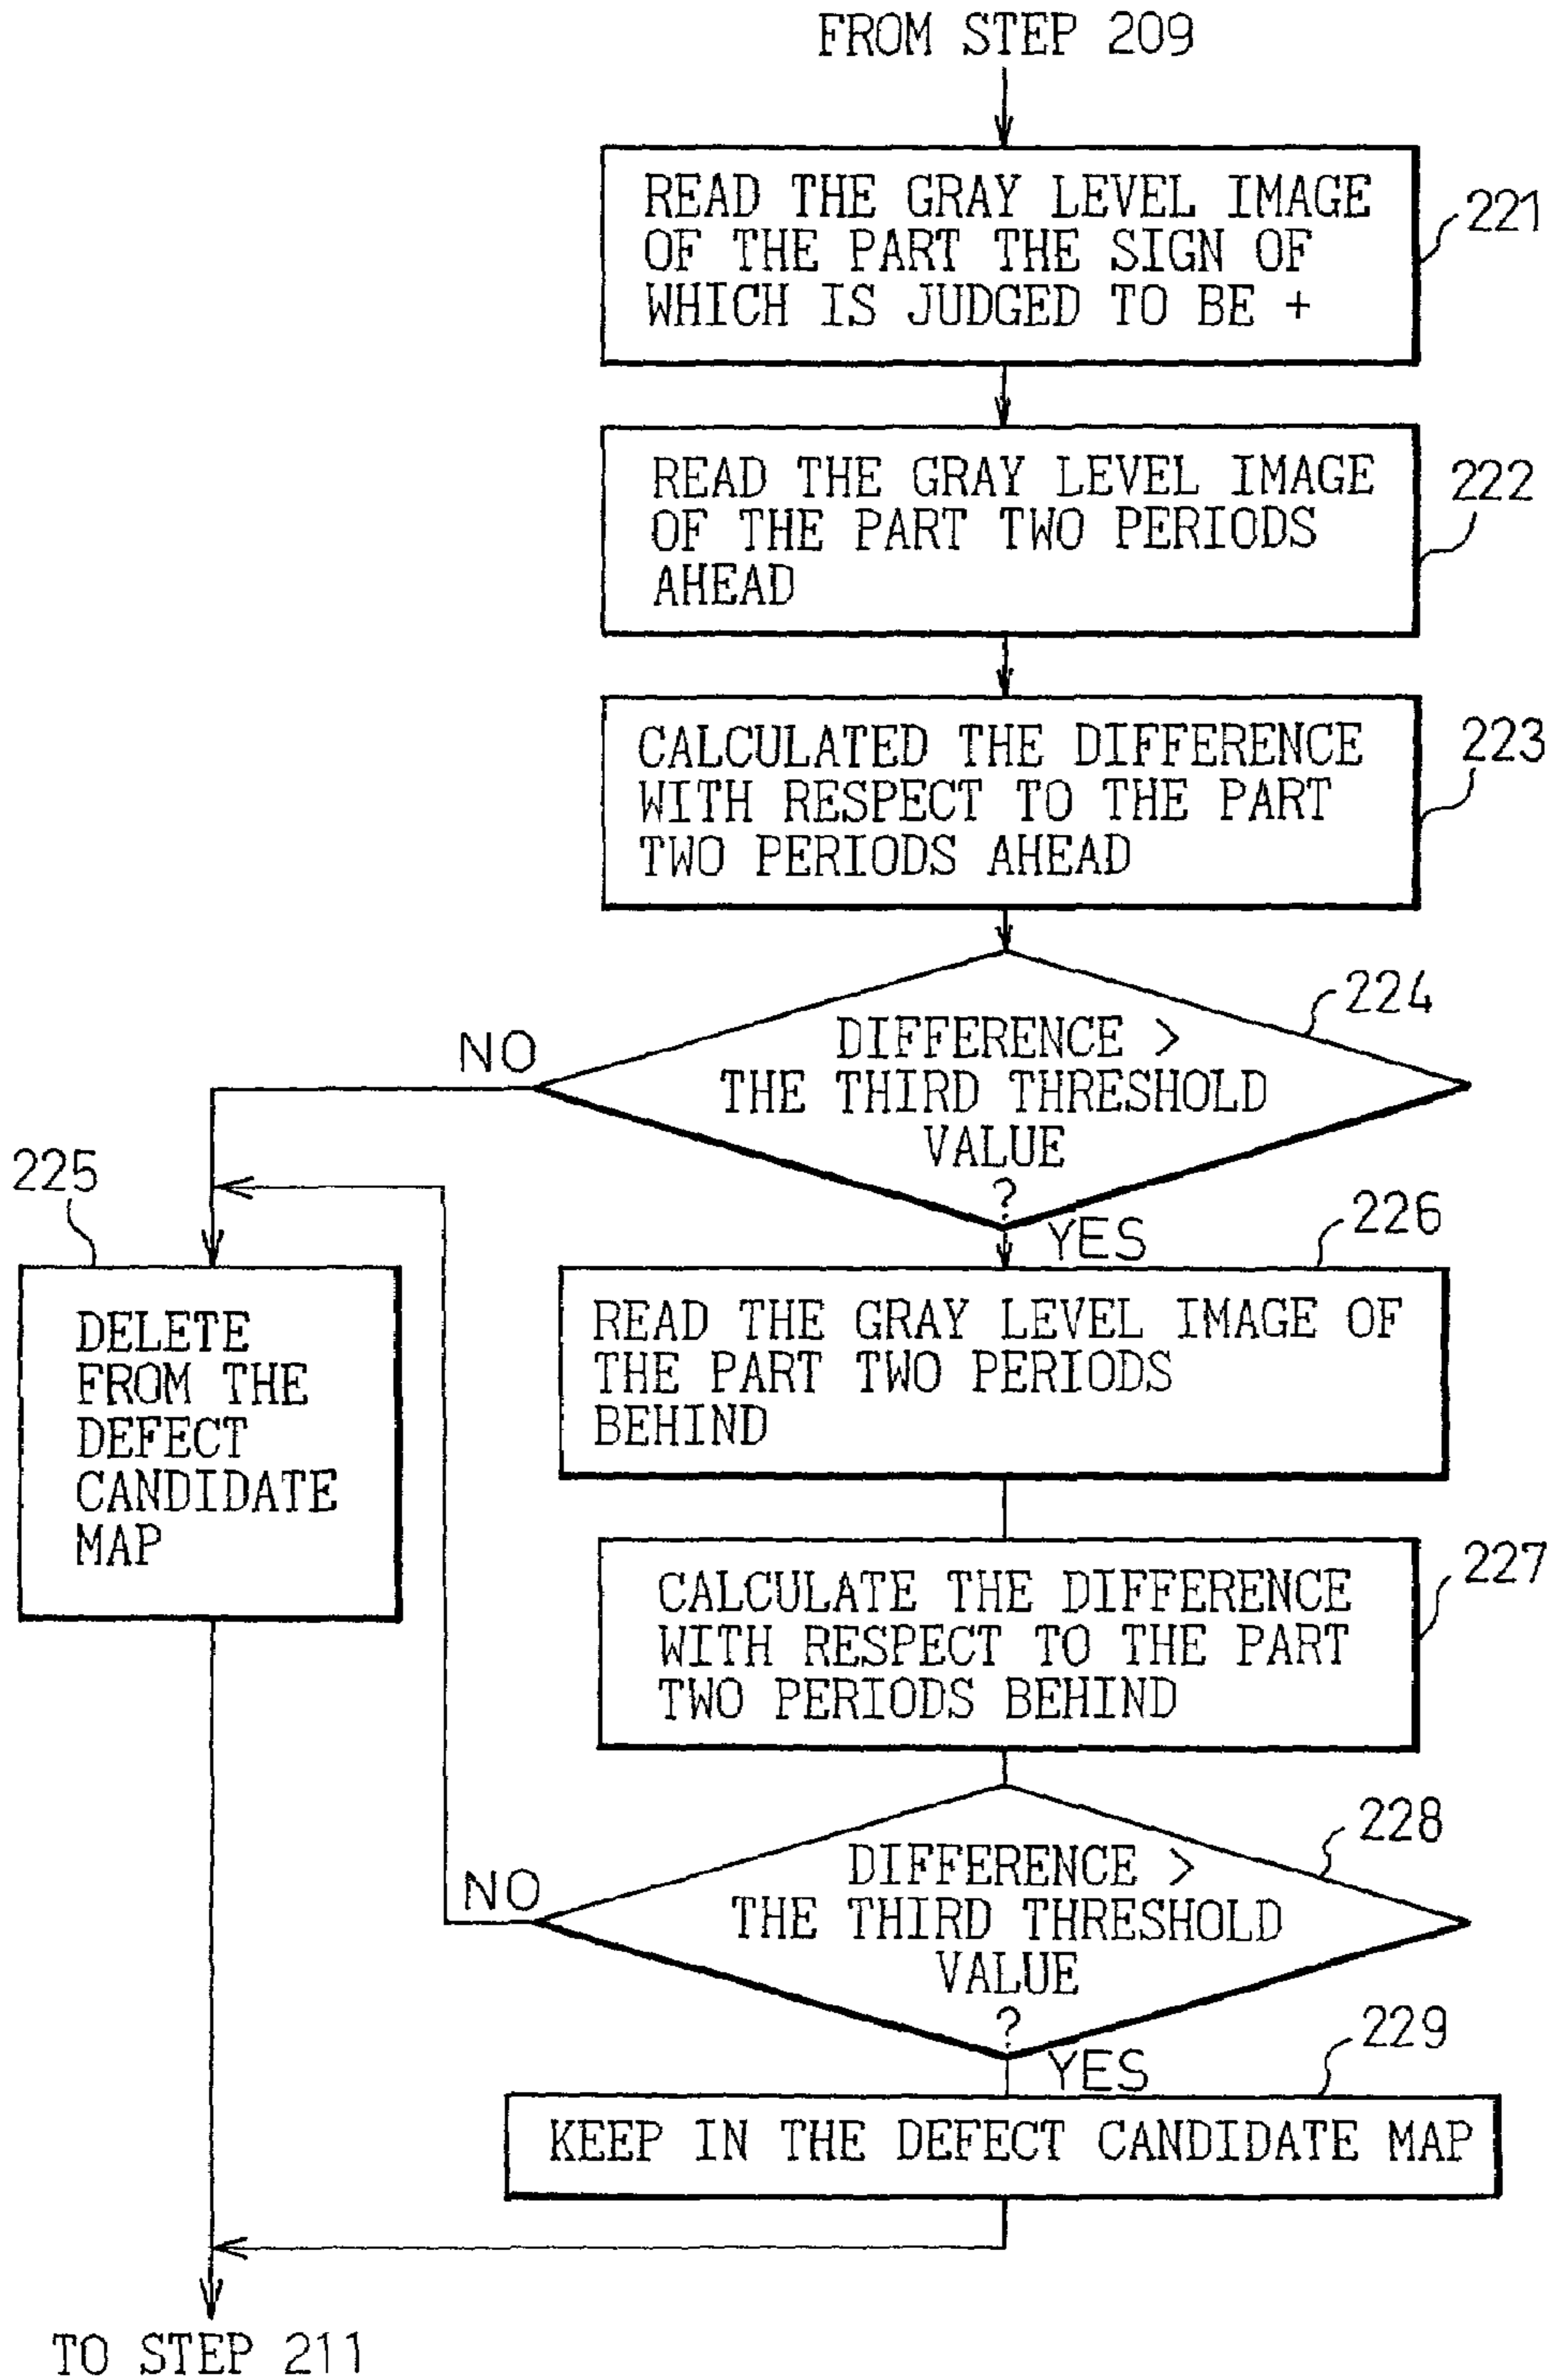 FROM STEP 209
READ THE GRAY LEVEL IMAGE
OF THE PART THE SIGN OF
WHICH IS JUDGED TO BE +
221
READ THE GRAY LEVEL IMAGE
OF THE PART TWO PERIODS
AHEAD
222
CALCULATED THE DIFFERENCE
WITH RESPECT TO THE PART
TWO PERIODS AHEAD
223
224
DIFFERENCE >
THE THIRD THRESHOLD
VALUE
?
NO
YES
225
DELETE
FROM THE
DEFECT
CANDIDATE
MAP
226
READ THE GRAY LEVEL IMAGE OF
THE PART TWO PERIODS
BEHIND
227
CALCULATE THE DIFFERENCE
WITH RESPECT TO THE PART
TWO PERIODS BEHIND
228
DIFFERENCE >
THE THIRD THRESHOLD
VALUE
?
NO
YES
229
KEEP IN THE DEFECT CANDIDATE MAP
TO STEP 211